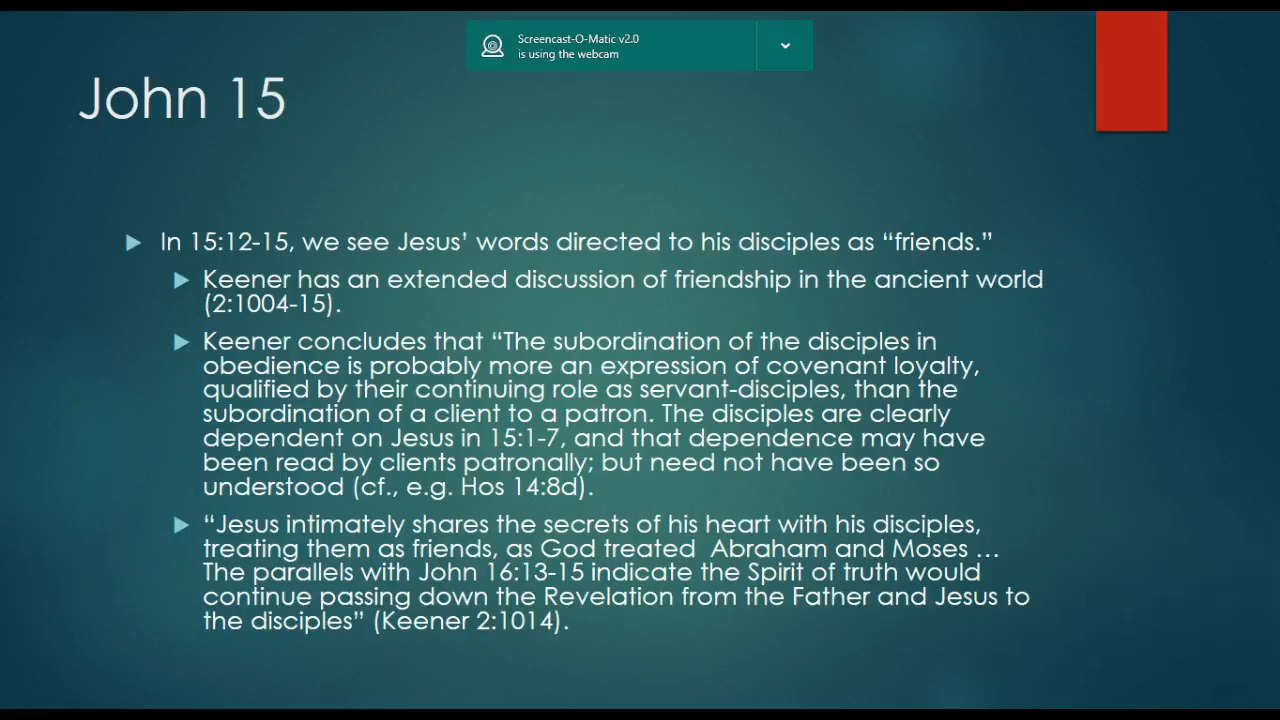 Screencast-O-Matic v2.0
is using the webcam
John 15
In 15:12-15, we see Jesus’ words directed to his disciples as “friends.”
Keener has an extended discussion of friendship in the ancient world
(2:1004-15).
Keener concludes that “The subordination of the disciples in
obedience is probably more an expression of covenant loyalty,
qualified by their continuing role as servant-disciples, than the
subordination of a client to a patron. The disciples are clearly
dependent on Jesus in 15:1-7, and that dependence may have
been read by clients patronally; but need not have been so
understood (cf., e.g. Hos 14:8d).
“Jesus intimately shares the secrets of his heart with his disciples,
treating them as friends, as God treated  Abraham and Moses …
The parallels with John 16:13-15 indicate the Spirit of truth would
continue passing down the Revelation from the Father and Jesus to
the disciples” (Keener 2:1014).